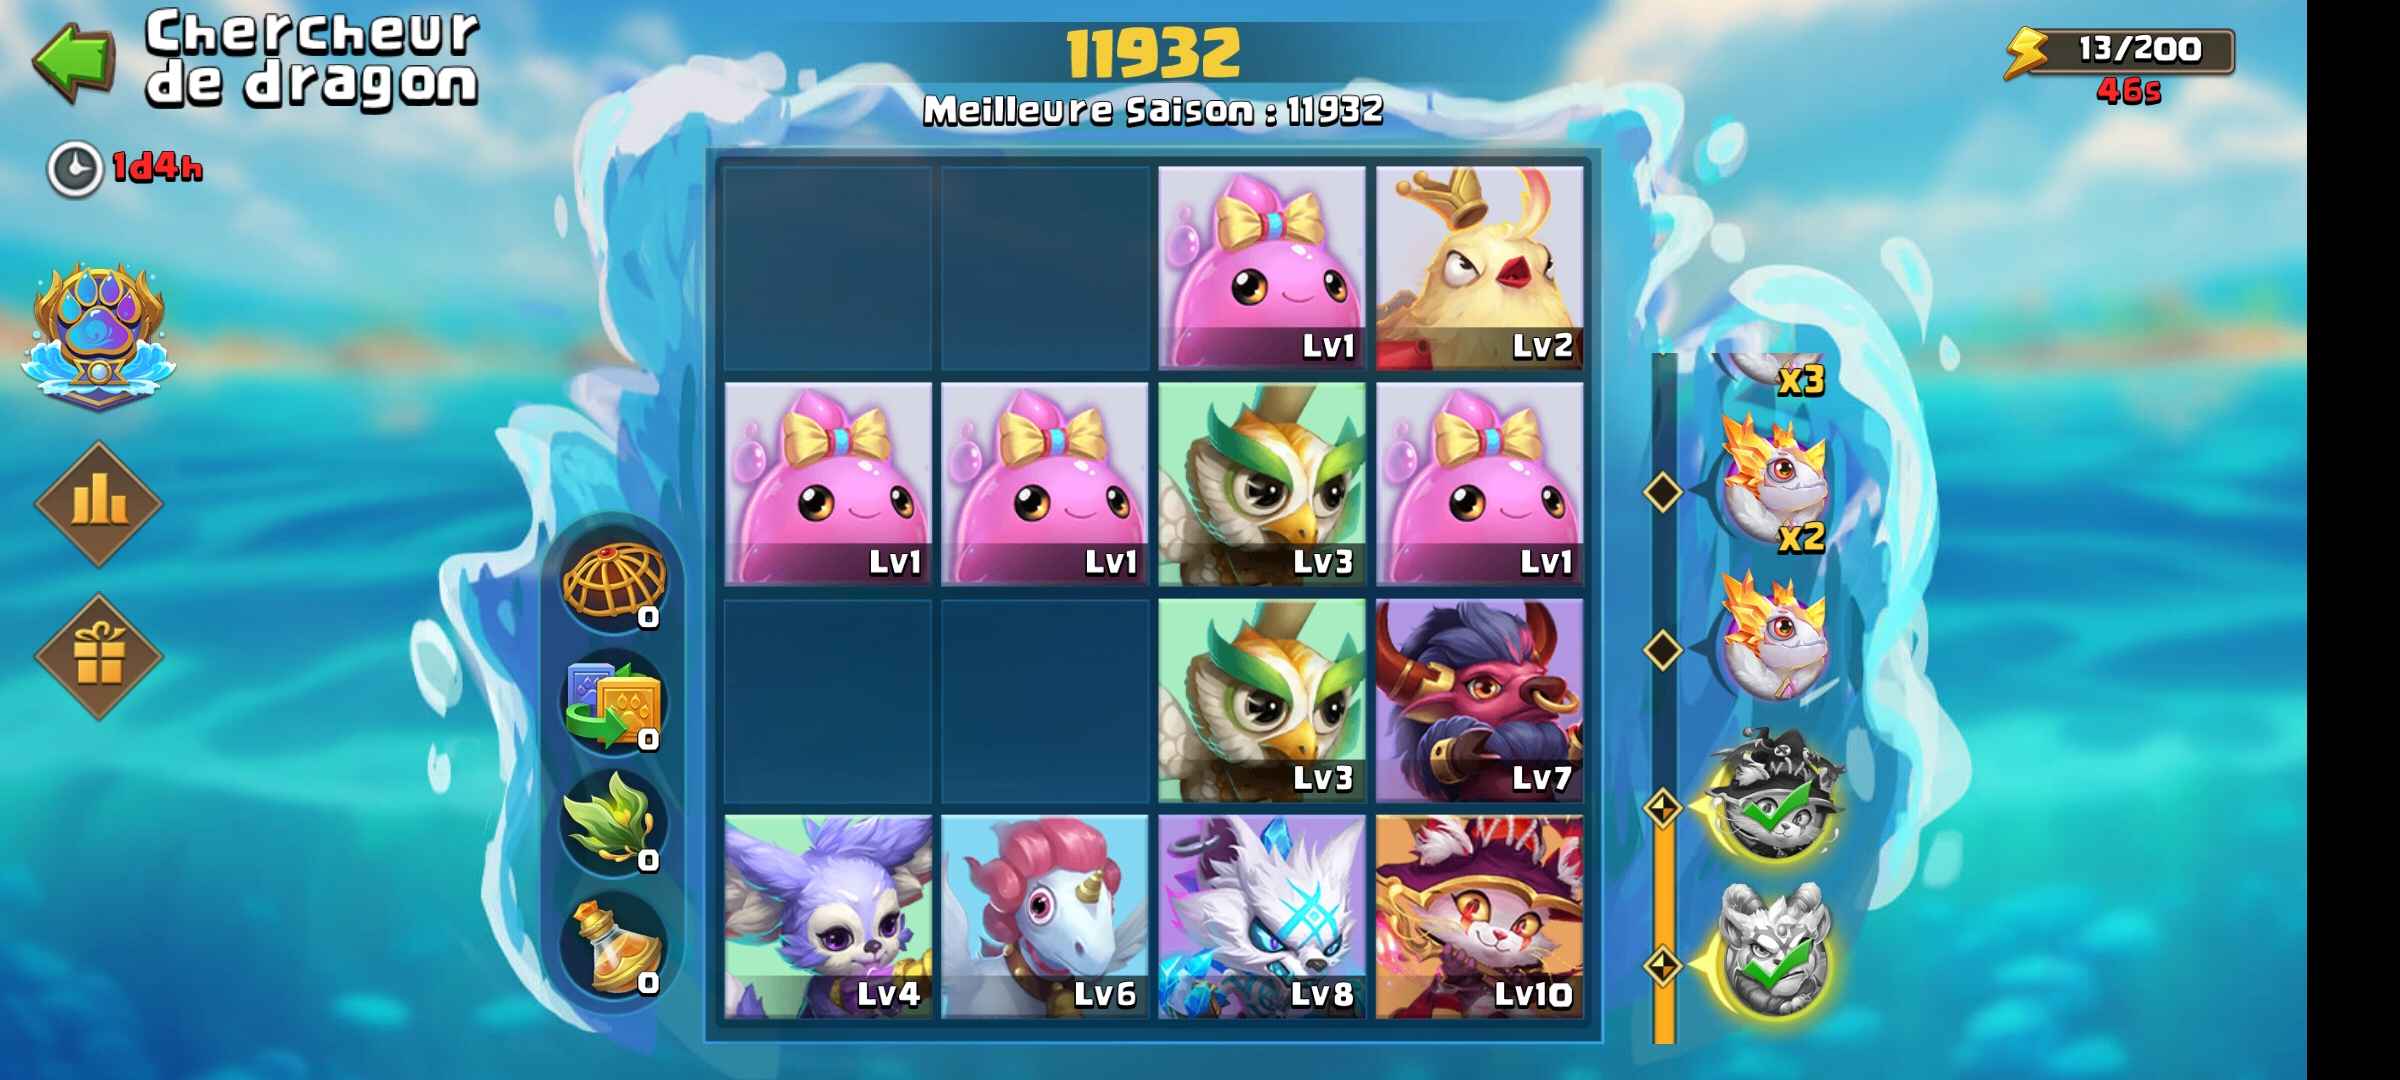 Chercheur
de dragon
11932
Meilleure Saison : 11932
13/200
46s
1d4h
Lv1
Lv2
Lv1
Lv1
Lv3
Lv1
Lv3
Lv7
Lv4
Lv6
Lv8
Lv10
0
0
0
0
x3
x2